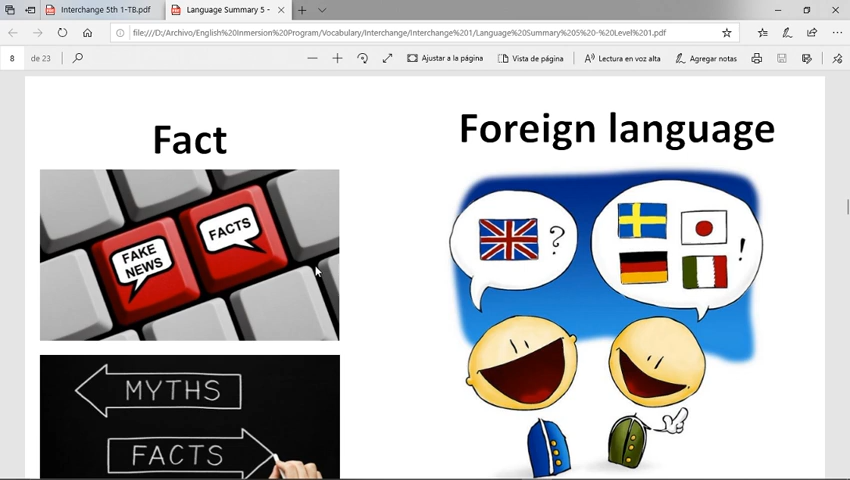 Interchange 5th 1-TB.pdf
Language Summary 5 -
file:///D:/Archivo/English%20Inmersion%20Program/Vocabulary/Interchange/Interchange%201/Language%20Summary%205%20-%20Level%201.pdf
8 de 23
Ajustar a la página
Vista de página
Lectura en voz alta
Agregar notas
Fact
Foreign language
FAKE
NEWS
FACTS
?
!
MYTHS
FACTS